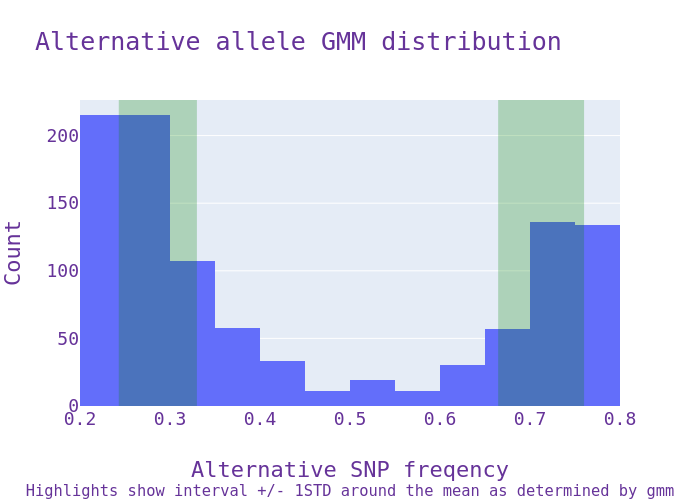 Alternative allele GMM distribution
200
150
100
50
0
Count
0.2 0.3 0.4 0.5 0.6 0.7 0.8
Alternative SNP freqency
Highlights show interval +/- 1STD around the mean as determined by gmm